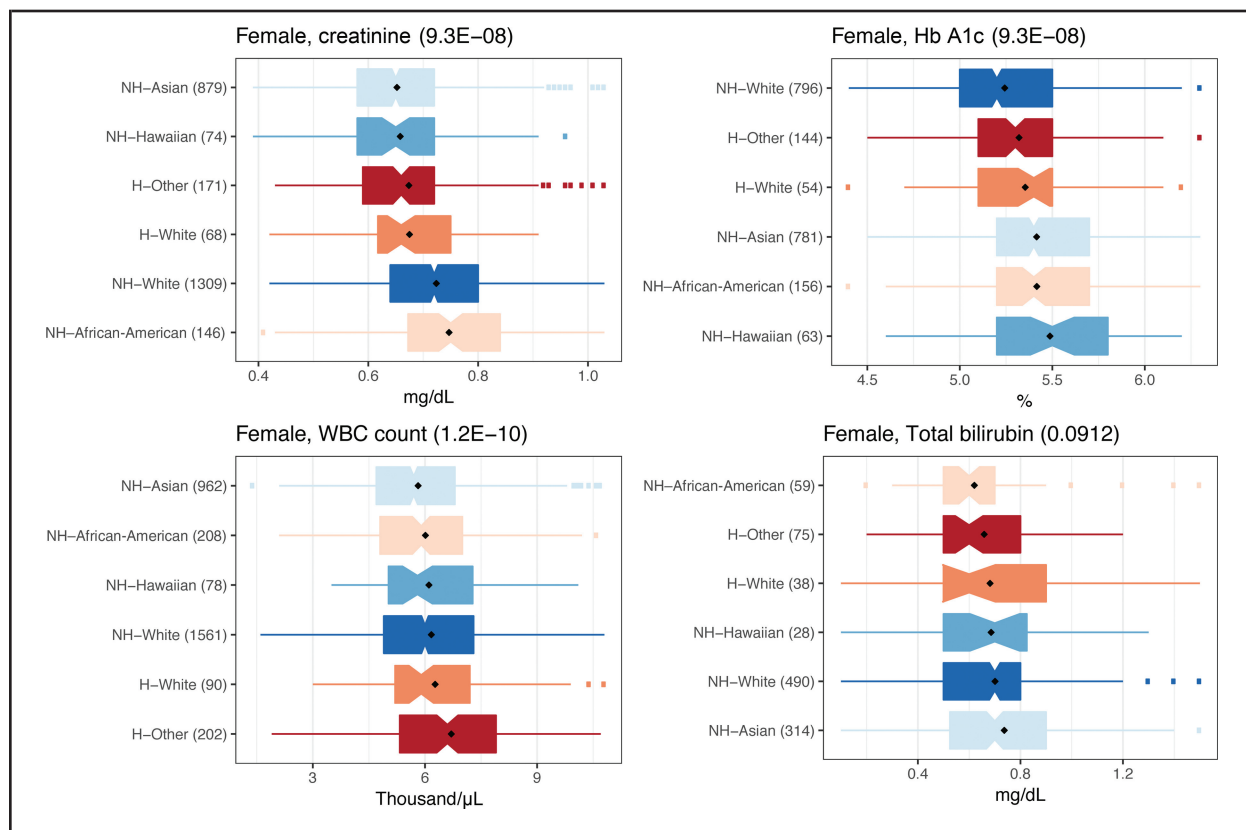 Female, creatinine (9.3E−08)
NH−Asian (879)
NH−Hawaiian (74)
H−Other (171)
H−White (68)
NH−White (1309)
NH−African-American (146)
0.4 0.6 0.8 1.0
mg/dL
Female, Hb A1c (9.3E−08)
NH−White (796)
H−Other (144)
H−White (54)
NH−Asian (781)
NH−African-American (156)
NH−Hawaiian (63)
4.5 5.0 5.5 6.0
%
Female, WBC count (1.2E−10)
NH−Asian (962)
NH−African-American (208)
NH−Hawaiian (78)
NH−White (1561)
H−White (90)
H−Other (202)
3 6 9
Thousand/µL
Female, Total bilirubin (0.0912)
NH−African-American (59)
H−Other (75)
H−White (38)
NH−Hawaiian (28)
NH−White (490)
NH−Asian (314)
0.4 0.8 1.2
mg/dL